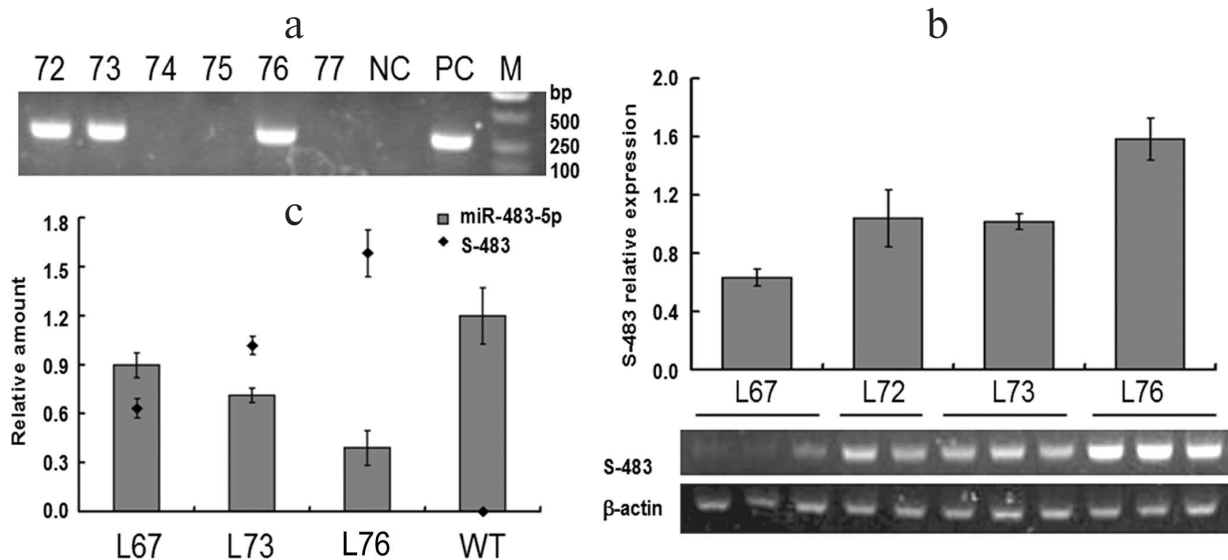 a
72 73 74 75 76 77 NC PC M
bp
500
250
100
b
S-483 relative expression
2.0
1.6
1.2
0.8
0.4
0.0
L67 L72 L73 L76
S-483
β-actin
c
miR-483-5p
S-483
Relative amount
1.8
1.5
1.2
0.9
0.6
0.3
0.0
L67 L73 L76 WT